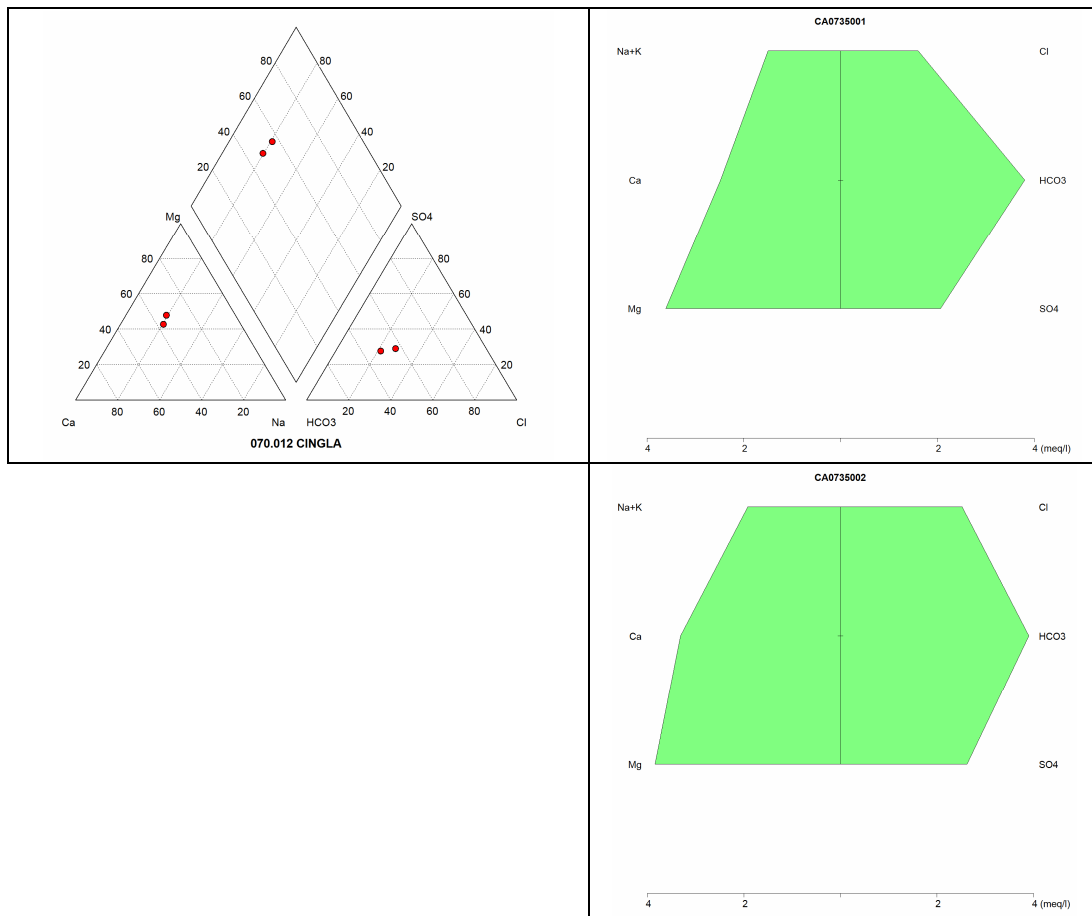 80 80
60 60
40 40
20 20
Mg SO4
80 80
60 60
40 40
20 20
80 60 40 20 20 40 60 80
Ca Na HCO3 Cl
070.012 CINGLA
CA0735001
Na+K Cl
Ca HCO3
Mg SO4
4 2 2 4 (meq/l)
CA0735002
Na+K Cl
Ca HCO3
Mg SO4
4 2 2 4 (meq/l)